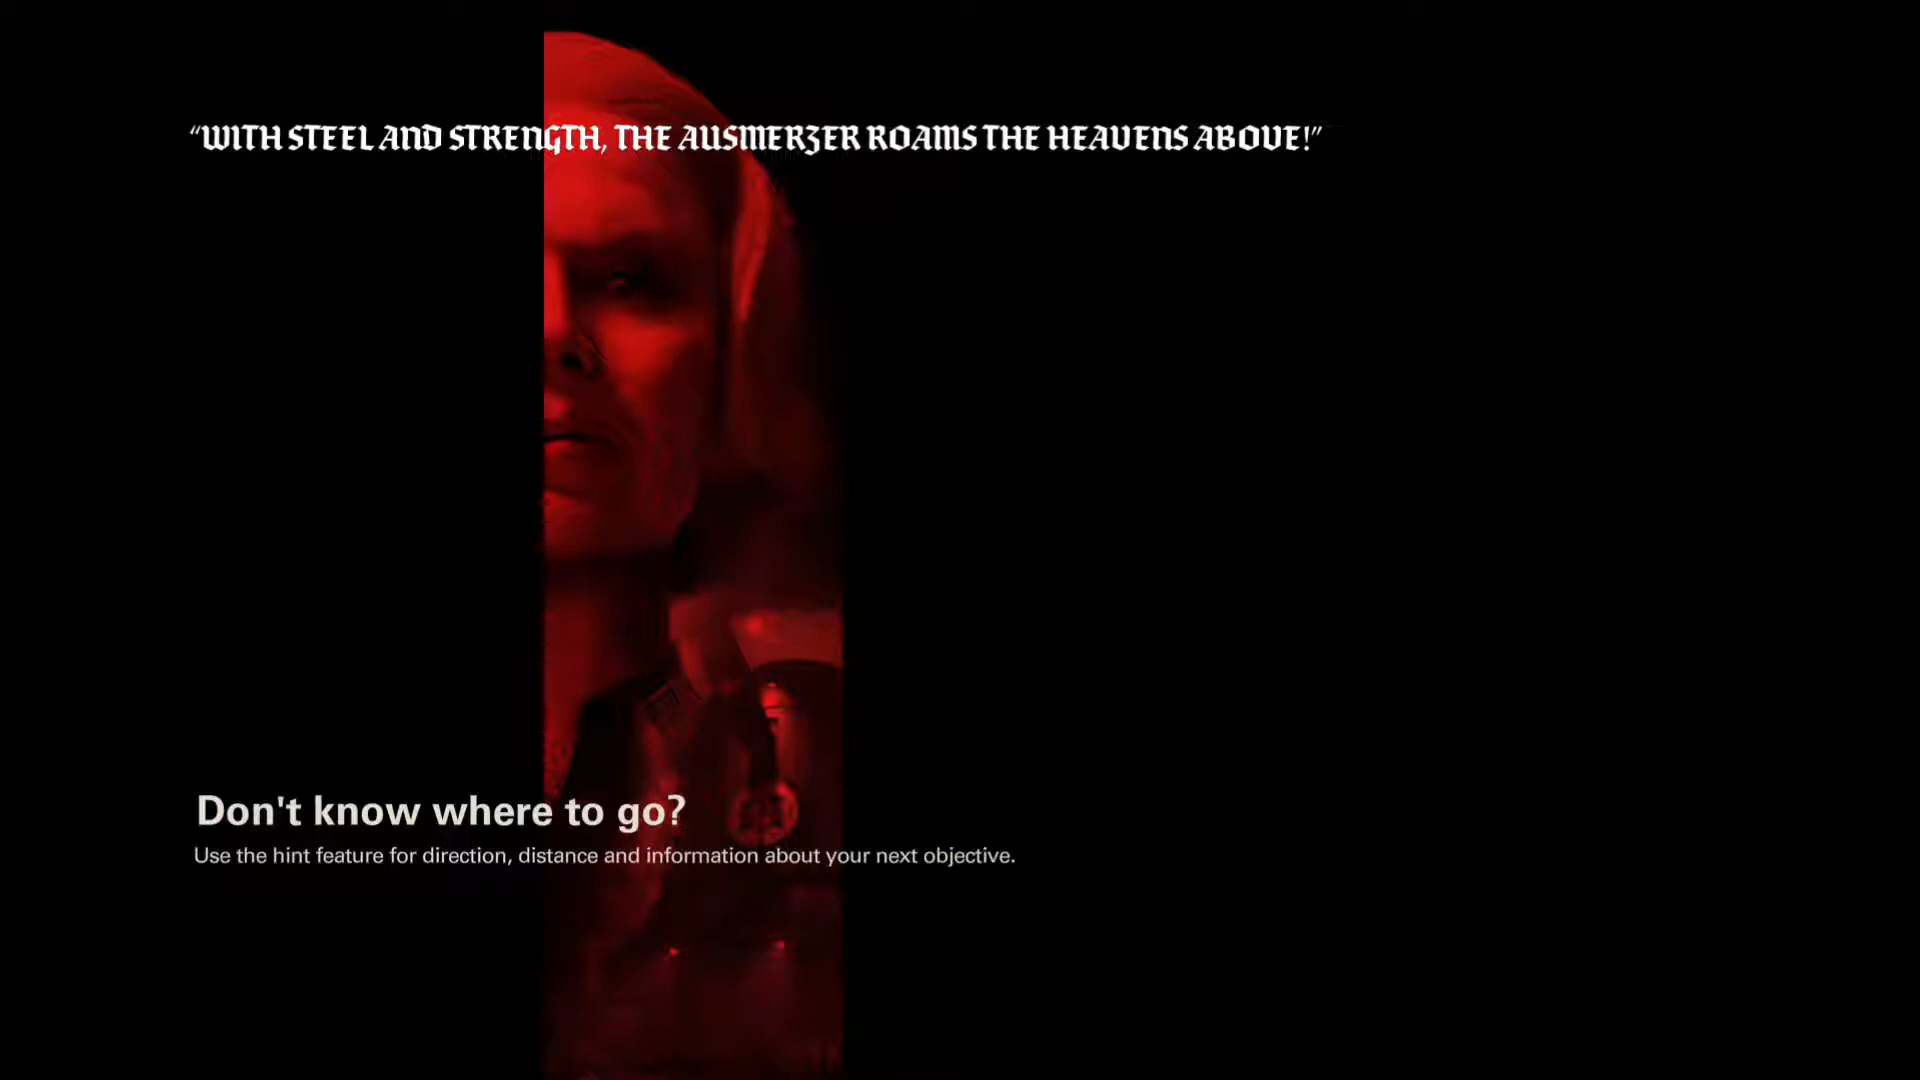 “WITH STEEL AND STRENGTH, THE AUSMERZER ROAMS THE HEAVENS ABOVE!”
Don't know where to go?
Use the hint feature for direction, distance and information about your next objective.